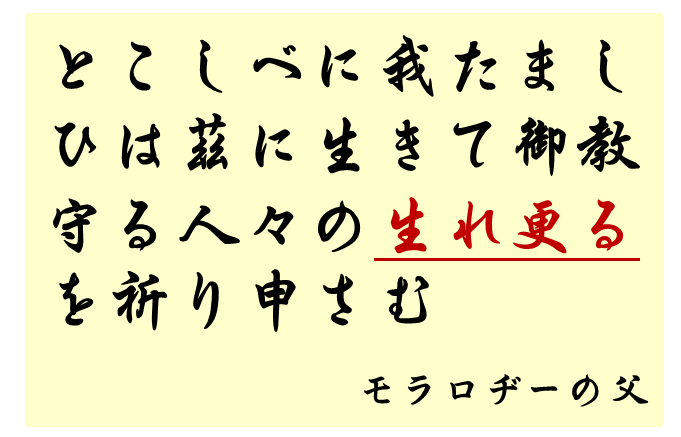 とこしべに我たまし
ひは茲に生きて御教
守る人々の生れ更る
を祈り申さむ
モラロヂーの父